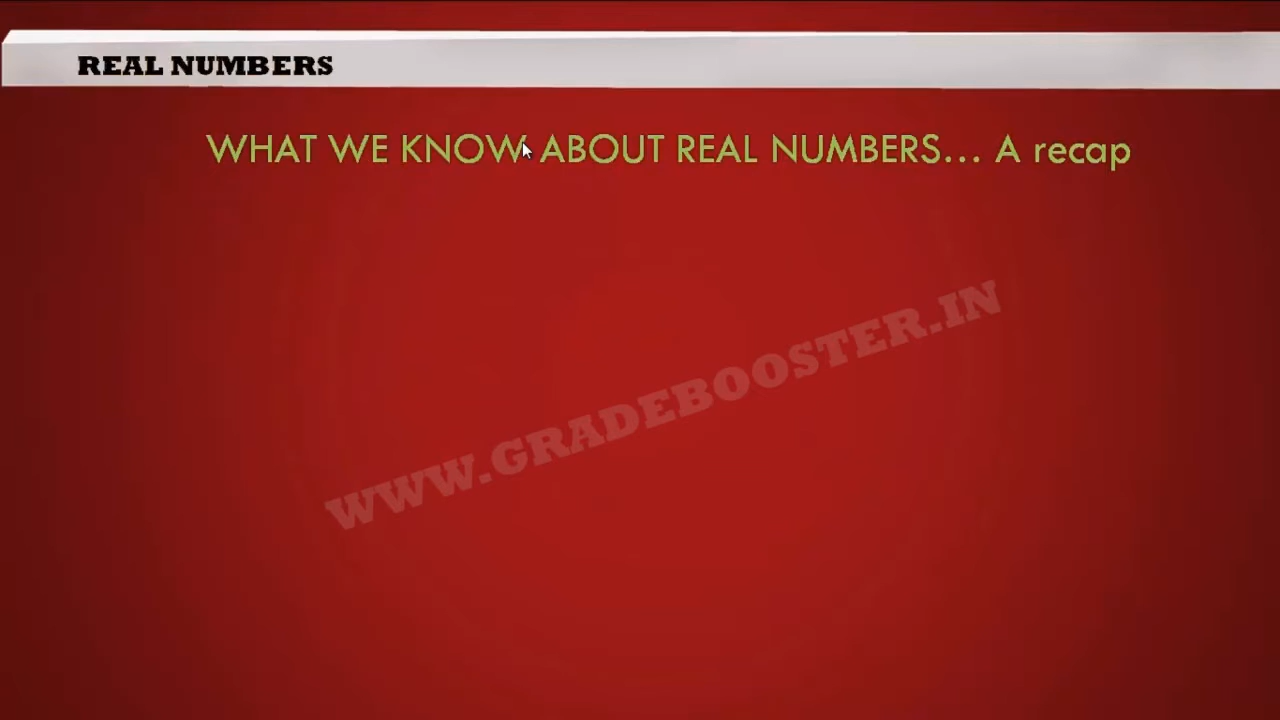 REAL NUMBERS
WHAT WE KNOW ABOUT REAL NUMBERS... A recap
WWW.GRADEBOOSTER.IN